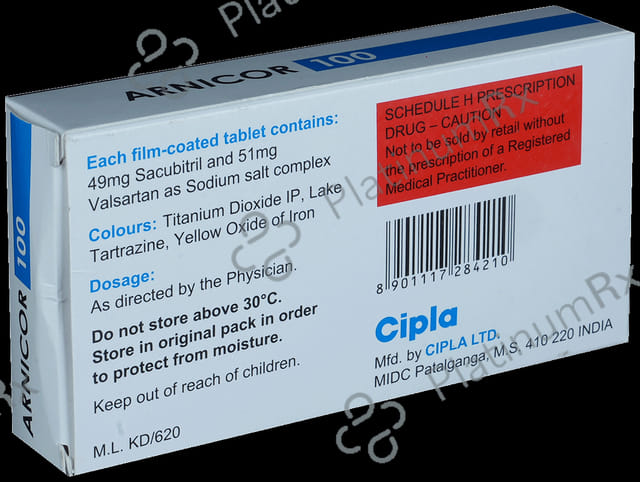 ARNICOR 100
Each film-coated tablet contains:
49mg Sacubitril and 51mg
Valsartan as Sodium salt complex
Colours: Titanium Dioxide IP, Lake
Tartrazine, Yellow Oxide of Iron
Dosage:
As directed by the Physician.
Do not store above 30°C.
Store in original pack in order
to protect from moisture.
Keep out of reach of children.
M.L. KD/620
SCHEDULE H PRESCRIPTION
DRUG – CAUTION
Not to be sold by retail without
the prescription of a Registered
Medical Practitioner.
8 901117 284210
Cipla
Mfd. by CIPLA LTD.
MIDC Patalganga, M.S. 410 220 INDIA
ARNICOR 100
PlatinumRx
PlatinumRx
PlatinumRx
PlatinumRx